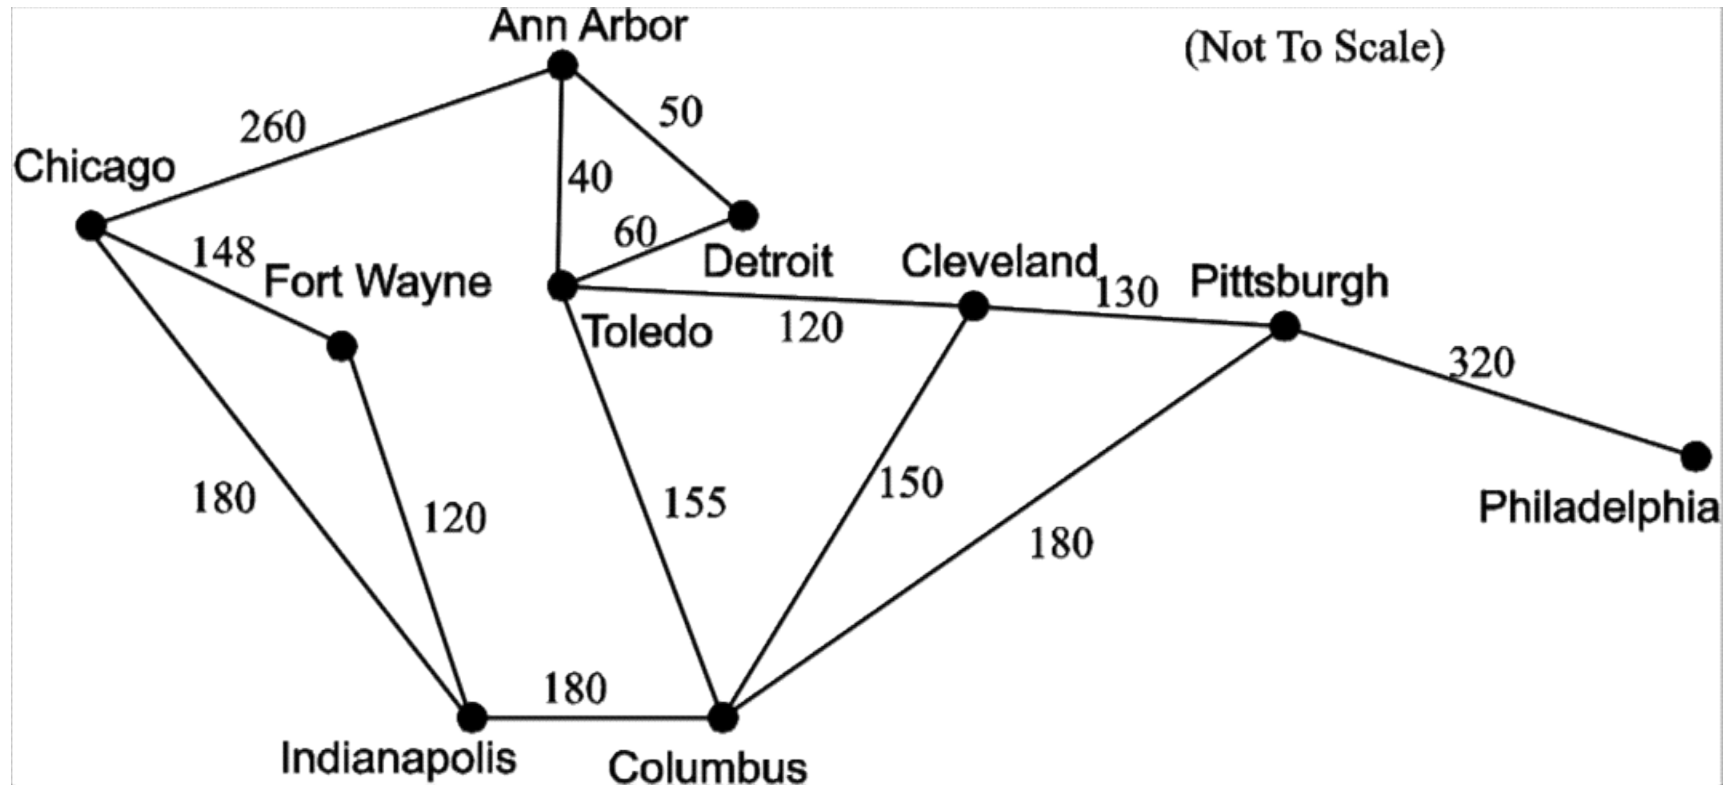 Ann Arbor
(Not To Scale)
50
260
Chicago
40
60
148
Fort Wayne
Detroit
Cleveland
130
Pittsburgh
Toledo
120
320
180
155
150
Philadelphia
120
180
180
Indianapolis
Columbus